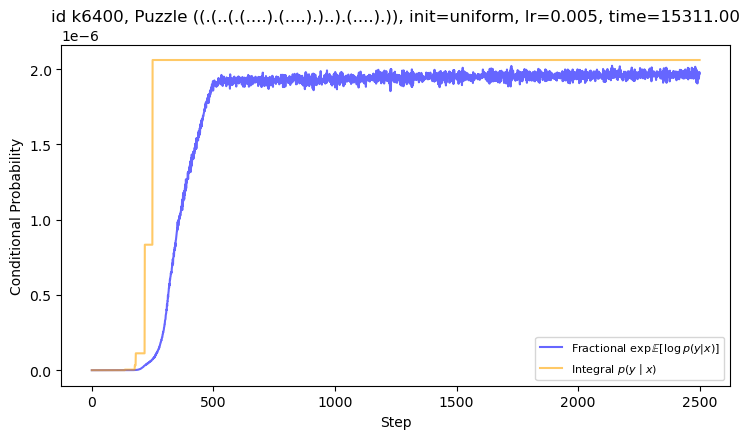 id k6400, Puzzle ((.(..(.(....).(....).)..).(....).)), init=uniform, lr=0.005, time=15311.00
1e−6
2.0
1.5
1.0
0.5
0.0
Conditional Probability
Fractional exp𝔼[log p(y|x)]
Integral p(y | x)
0
500
1000
1500
2000
2500
Step